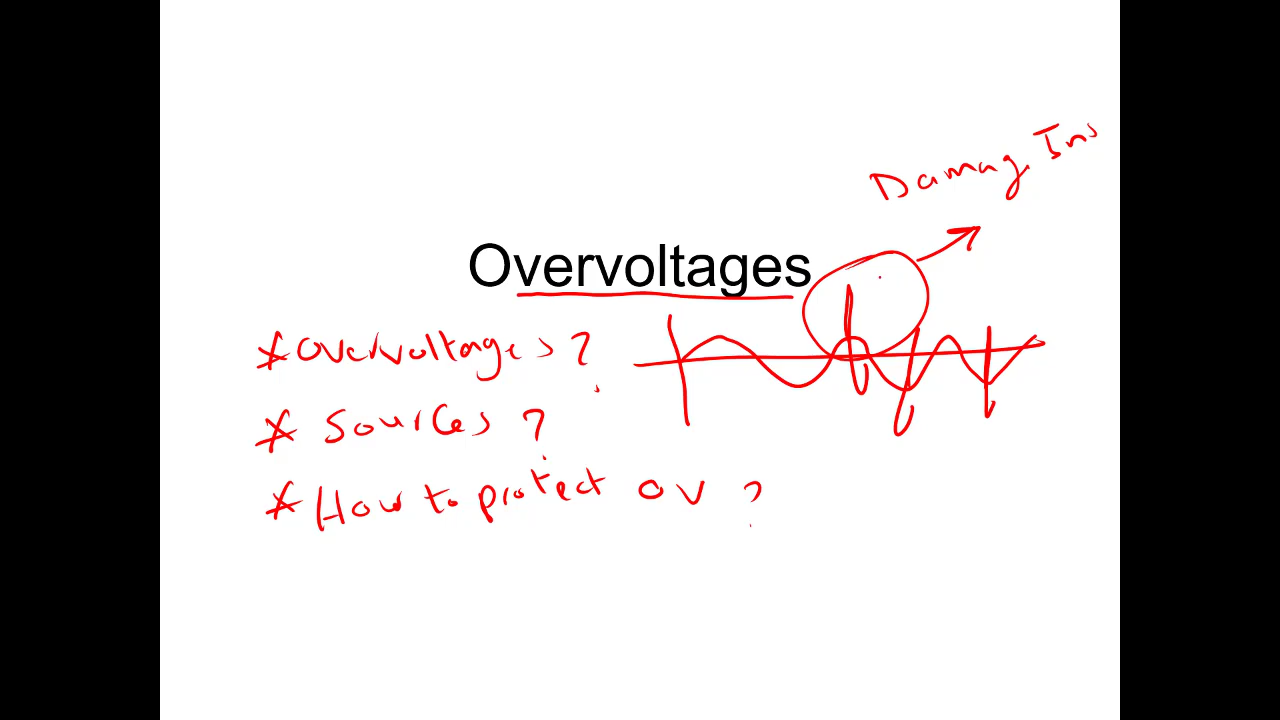 Damag Ins
Overvoltages
* Overvoltages ?
* Sources ?
* How to protect OV ?